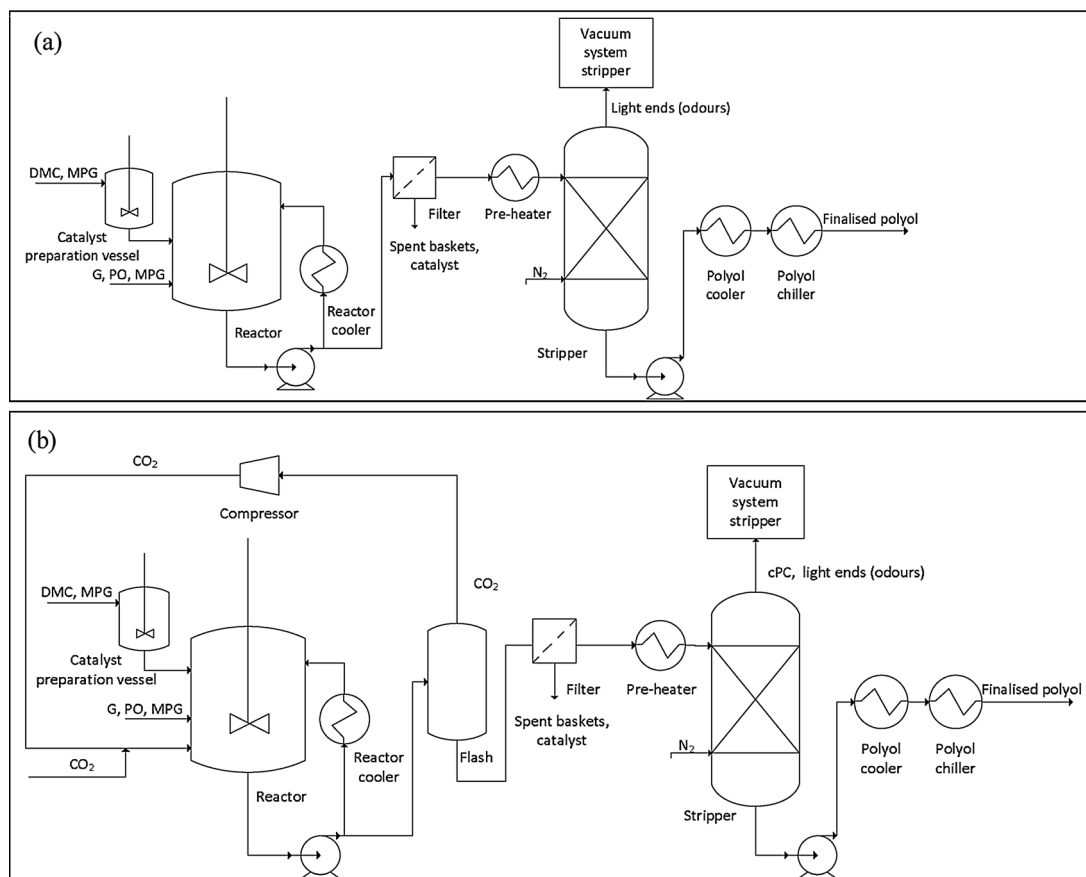 (a)
Vacuum
system
stripper
Light ends (odours)
DMC, MPG
Catalyst
preparation vessel
G, PO, MPG
Reactor
Reactor
cooler
Filter
Spent baskets,
catalyst
Pre-heater
N₂
Stripper
Polyol
cooler
Polyol
chiller
Finalised polyol
(b)
CO₂
Compressor
CO₂
Vacuum
system
stripper
cPC, light ends (odours)
DMC, MPG
Catalyst
preparation vessel
G, PO, MPG
CO₂
Reactor
Reactor
cooler
Flash
Filter
Spent baskets,
catalyst
Pre-heater
N₂
Stripper
Polyol
cooler
Polyol
chiller
Finalised polyol